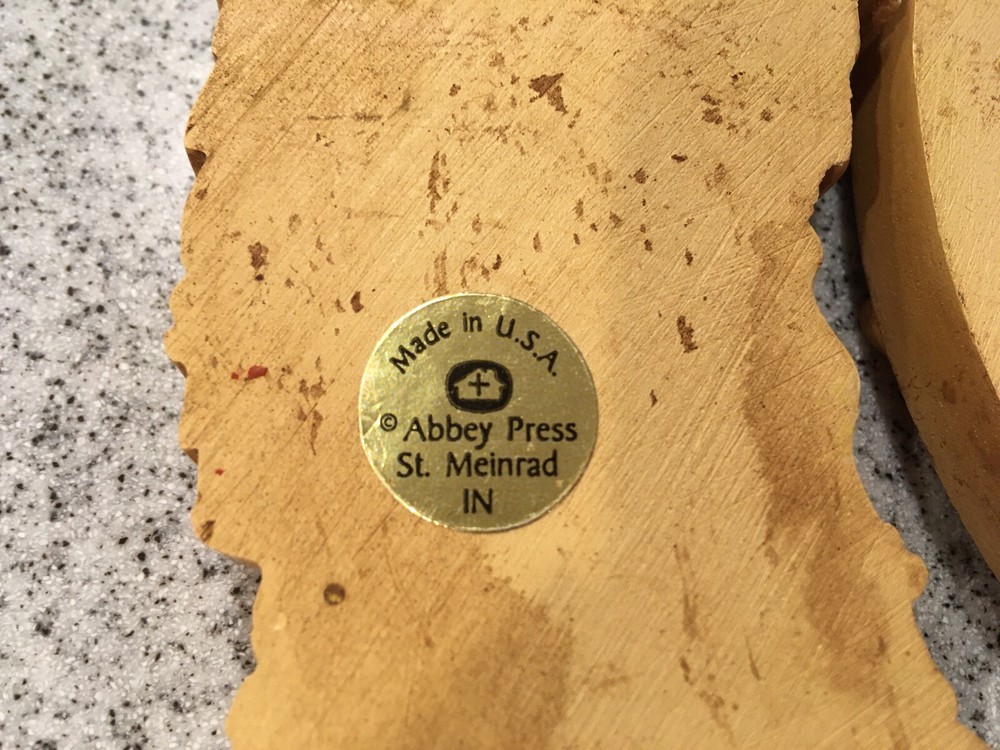 Made in U.S.A.
© Abbey Press
St. Meinrad
IN